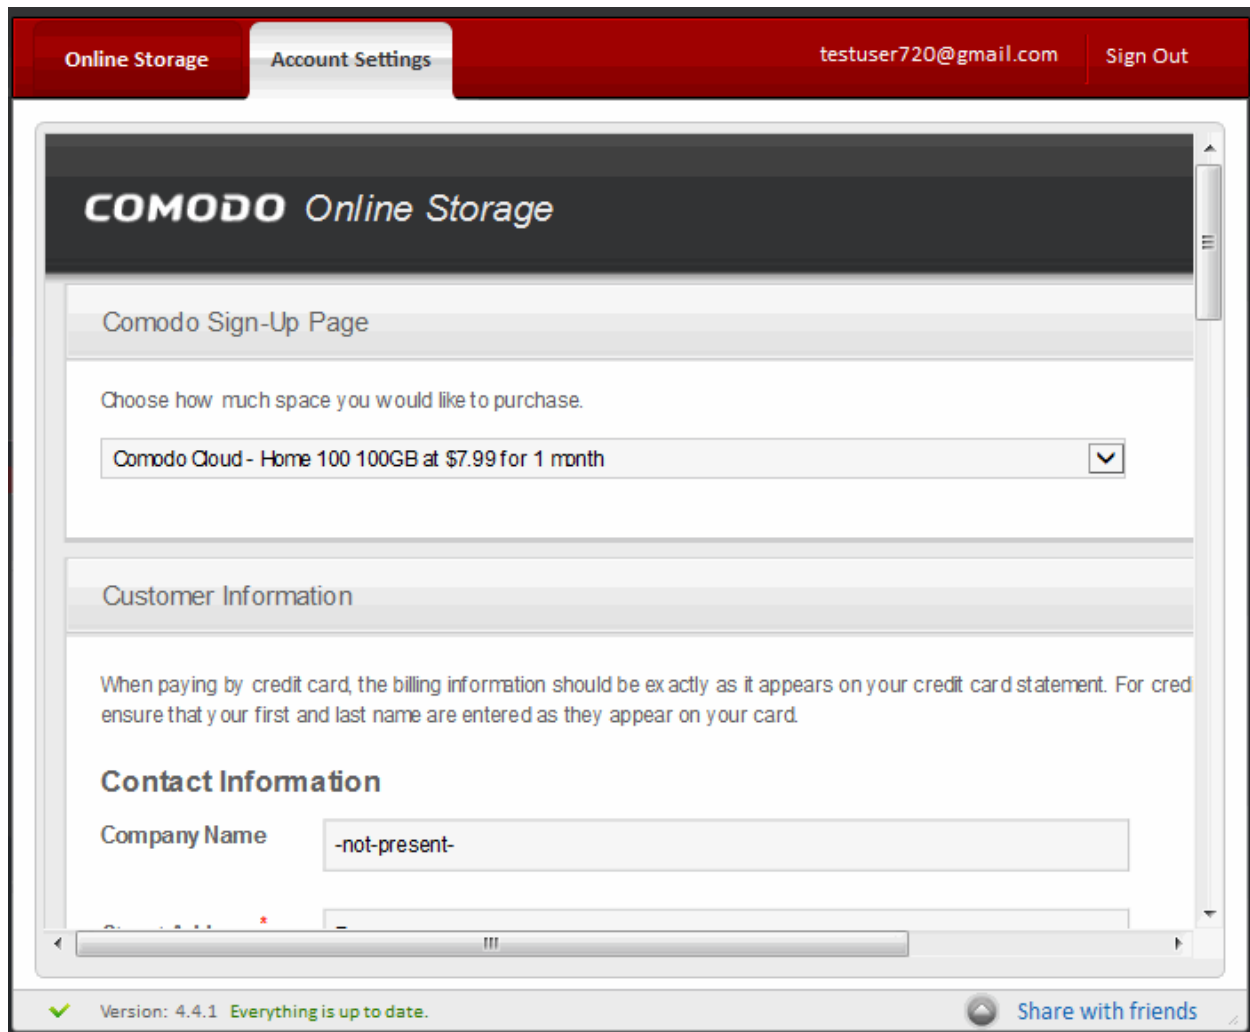 Online Storage
Account Settings
testuser720@gmail.com
Sign Out
COMODO Online Storage
Comodo Sign-Up Page
Choose how much space you would like to purchase.
Comodo Cloud - Home 100 100GB at $7.99 for 1 month
Customer Information
When paying by credit card, the billing information should be exactly as it appears on your credit card statement. For credi
ensure that your first and last name are entered as they appear on your card.
Contact Information
Company Name
-not-present-
*
Version: 4.4.1 Everything is up to date.
Share with friends